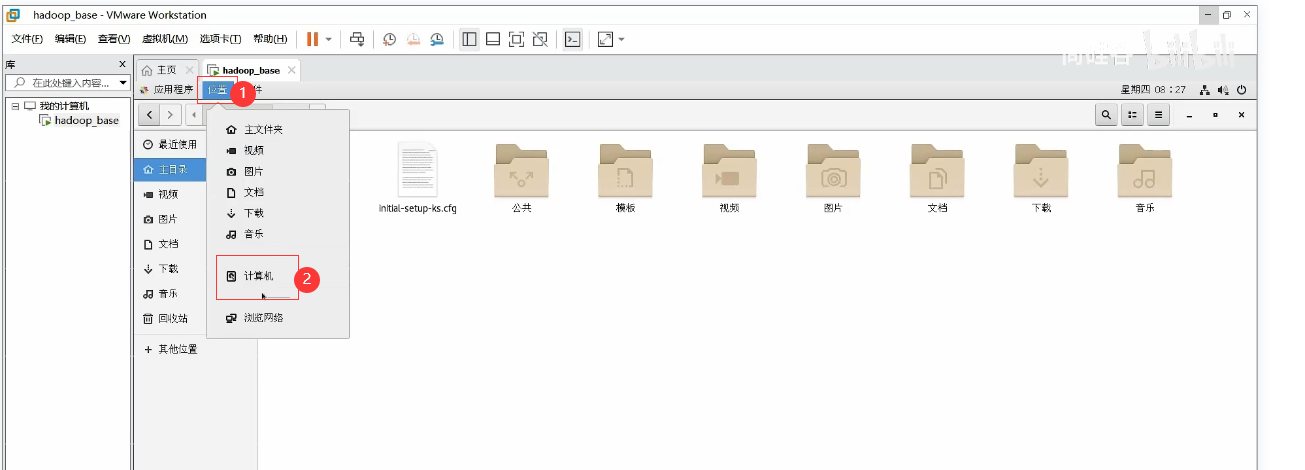 hadoop_base - VMware Workstation
文件(F) 编辑(E) 查看(V) 虚拟机(M) 选项卡(T) 帮助(H)
库
在此处键入内容...
我的计算机
hadoop_base
主页
hadoop_base
应用程序 位置 1 件
星期四 08:27
尚硅谷 bilibili
最近使用
主目录
视频
图片
文档
下载
音乐
回收站
其他位置
主文件夹
视频
图片
文档
下载
音乐
计算机 2
浏览网络
initial-setup-ks.cfg
公共
模板
视频
图片
文档
下载
音乐